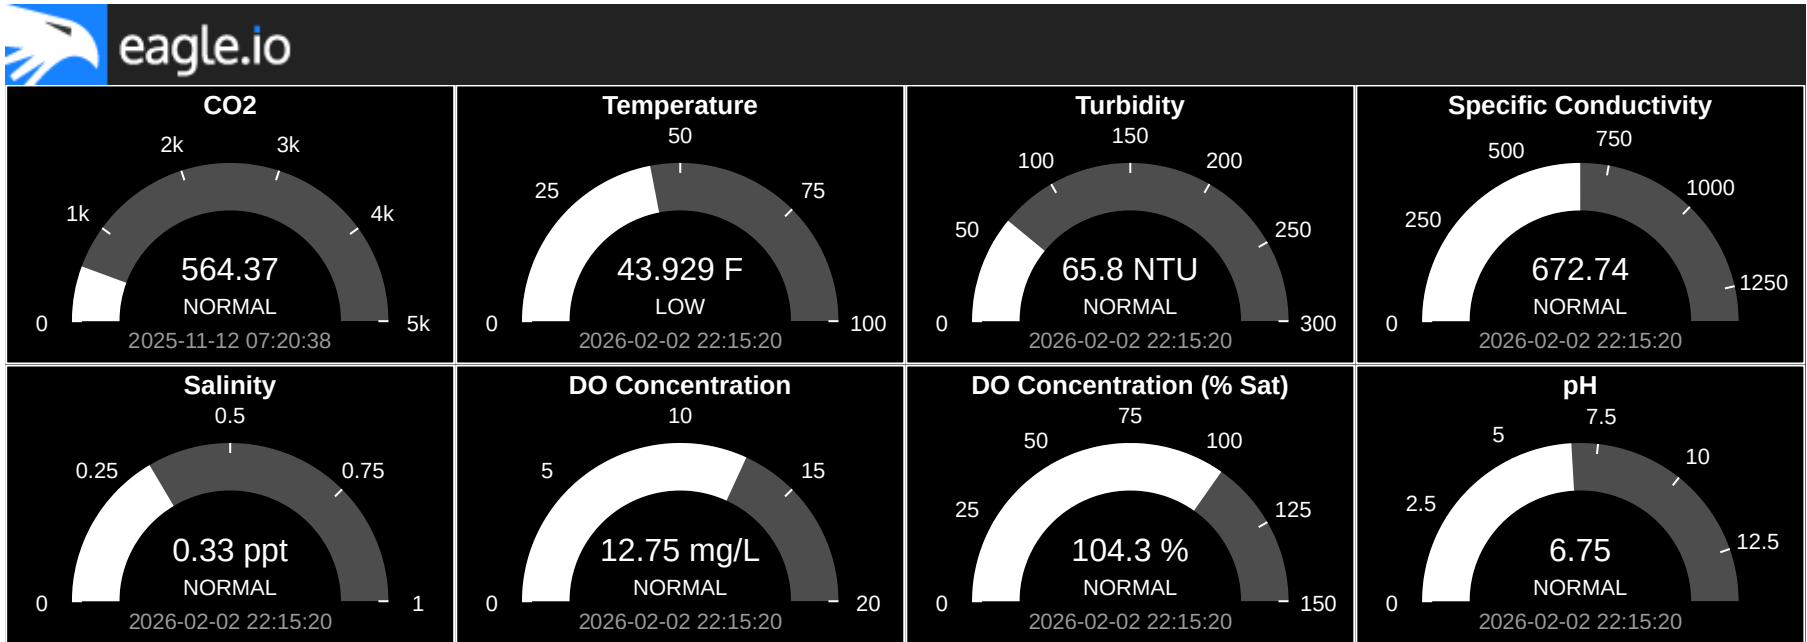 eagle.io
CO2
2k
3k
1k
4k
0
5k
564.37
NORMAL
2025-11-12 07:20:38
Temperature
50
25
75
0
100
43.929 F
LOW
2026-02-02 22:15:20
Turbidity
150
100
200
50
250
0
300
65.8 NTU
NORMAL
2026-02-02 22:15:20
Specific Conductivity
750
500
1000
250
1250
0
672.74
NORMAL
2026-02-02 22:15:20
Salinity
0.5
0.25
0.75
0
1
0.33 ppt
NORMAL
2026-02-02 22:15:20
DO Concentration
10
5
15
0
20
12.75 mg/L
NORMAL
2026-02-02 22:15:20
DO Concentration (% Sat)
75
50
100
25
125
0
150
104.3 %
NORMAL
2026-02-02 22:15:20
pH
7.5
5
10
2.5
12.5
0
6.75
NORMAL
2026-02-02 22:15:20